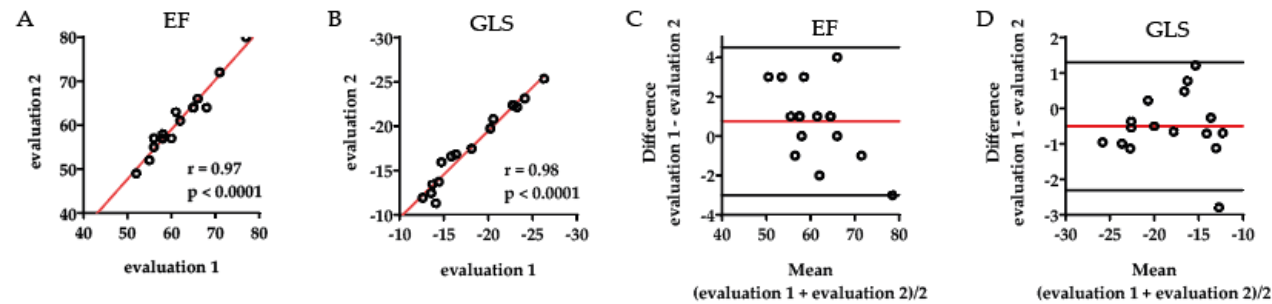 A
EF
80
70
60
50
40
evaluation 2
r = 0.97
p < 0.0001
40 50 60 70 80
evaluation 1
B
GLS
-30
-25
-20
-15
-10
evaluation 2
r = 0.98
p < 0.0001
-10 -15 -20 -25 -30
evaluation 1
C
EF
Difference
evaluation 1 - evaluation 2
4
2
0
-2
-4
40 50 60 70 80
Mean
(evaluation 1 + evaluation 2)/2
D
GLS
Difference
evaluation 1 - evaluation 2
2
1
0
-1
-2
-3
-30 -25 -20 -15 -10
Mean
(evaluation 1 + evaluation 2)/2